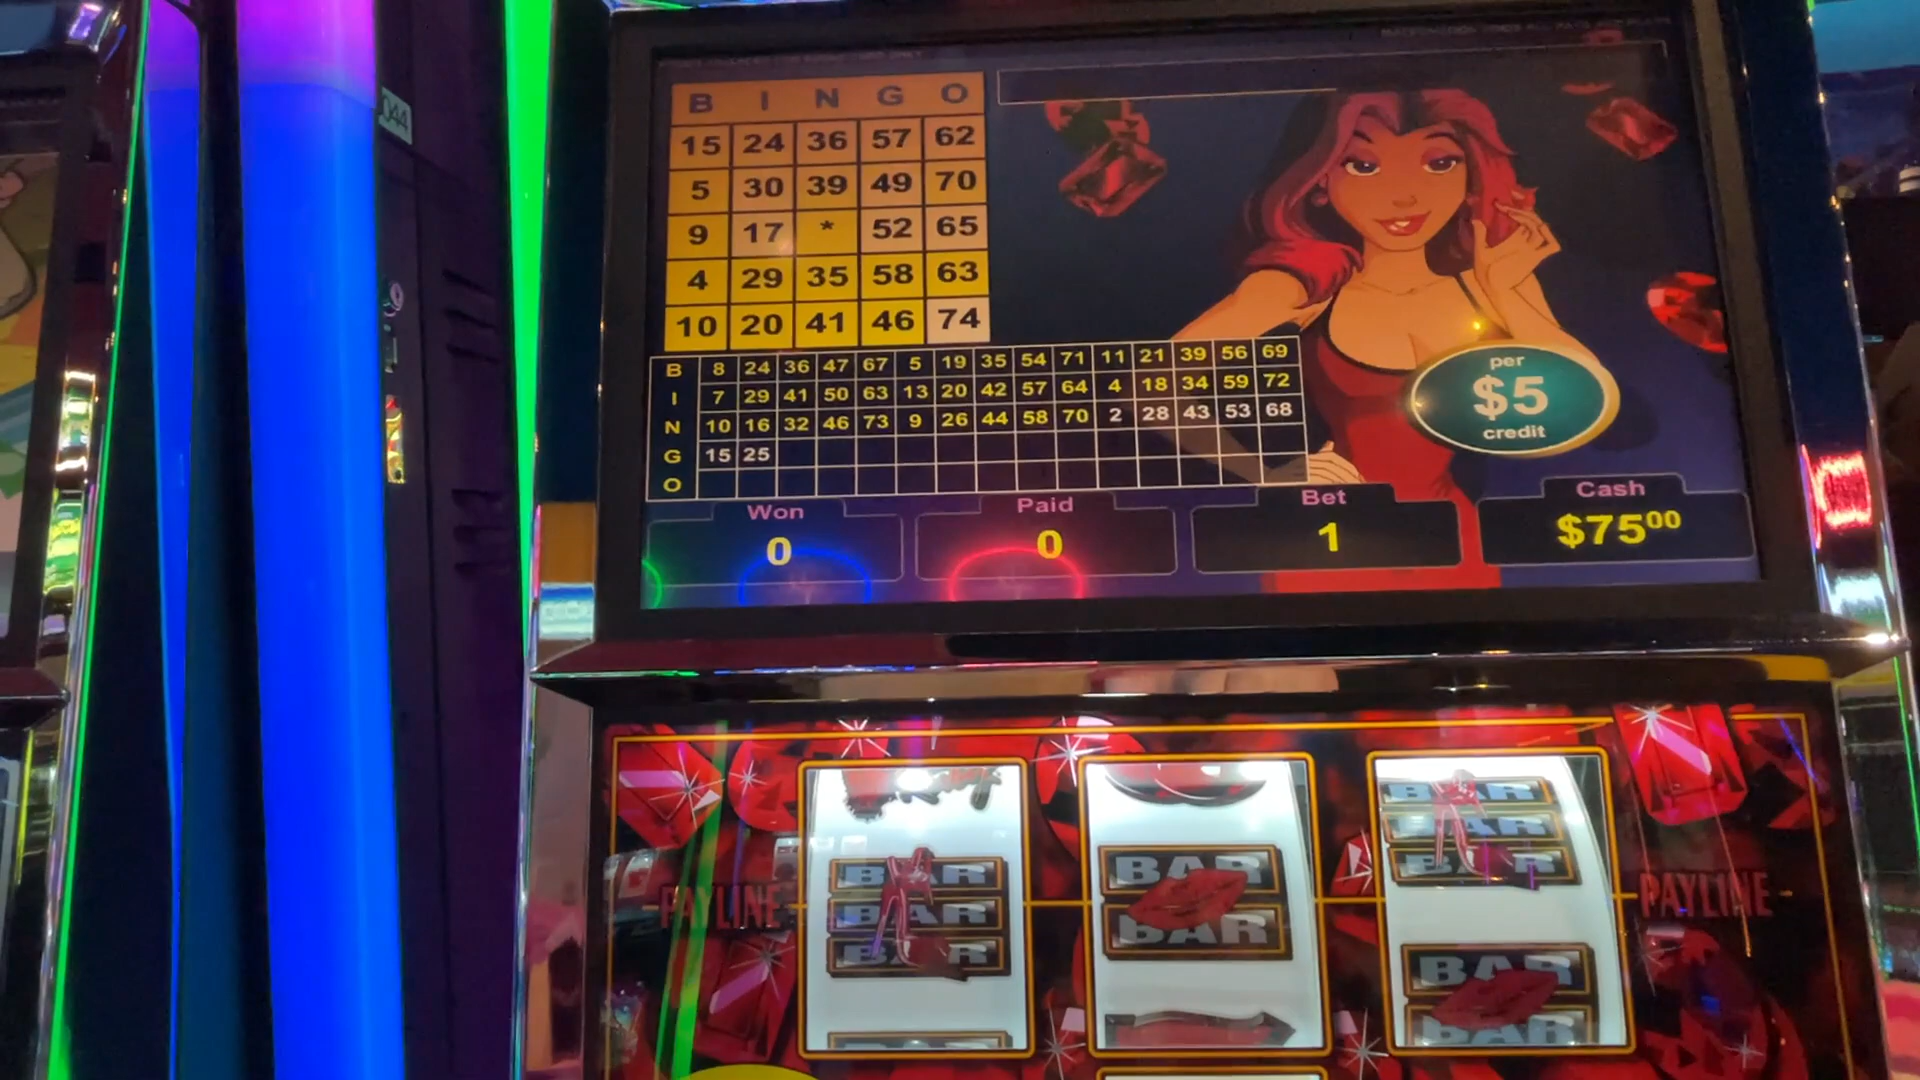 044
B I N G O
15 24 36 57 62
5 30 39 49 70
9 17 * 52 65
4 29 35 58 63
10 20 41 46 74
B 8 24 36 47 67 5 19 35 54 71 11 21 39 56 69
I 7 29 41 50 63 13 20 42 57 64 4 18 34 59 72
N 10 16 32 46 73 9 26 44 58 70 2 28 43 53 68
G 15 25
O
per
$5
credit
Won Paid Bet Cash
0 0 1 $7500
BAR
BAR
BAR
BAR
BAR
BAR
PAYLINE
BAR
BAR
BAR
PAYLINE
BAR
BAR